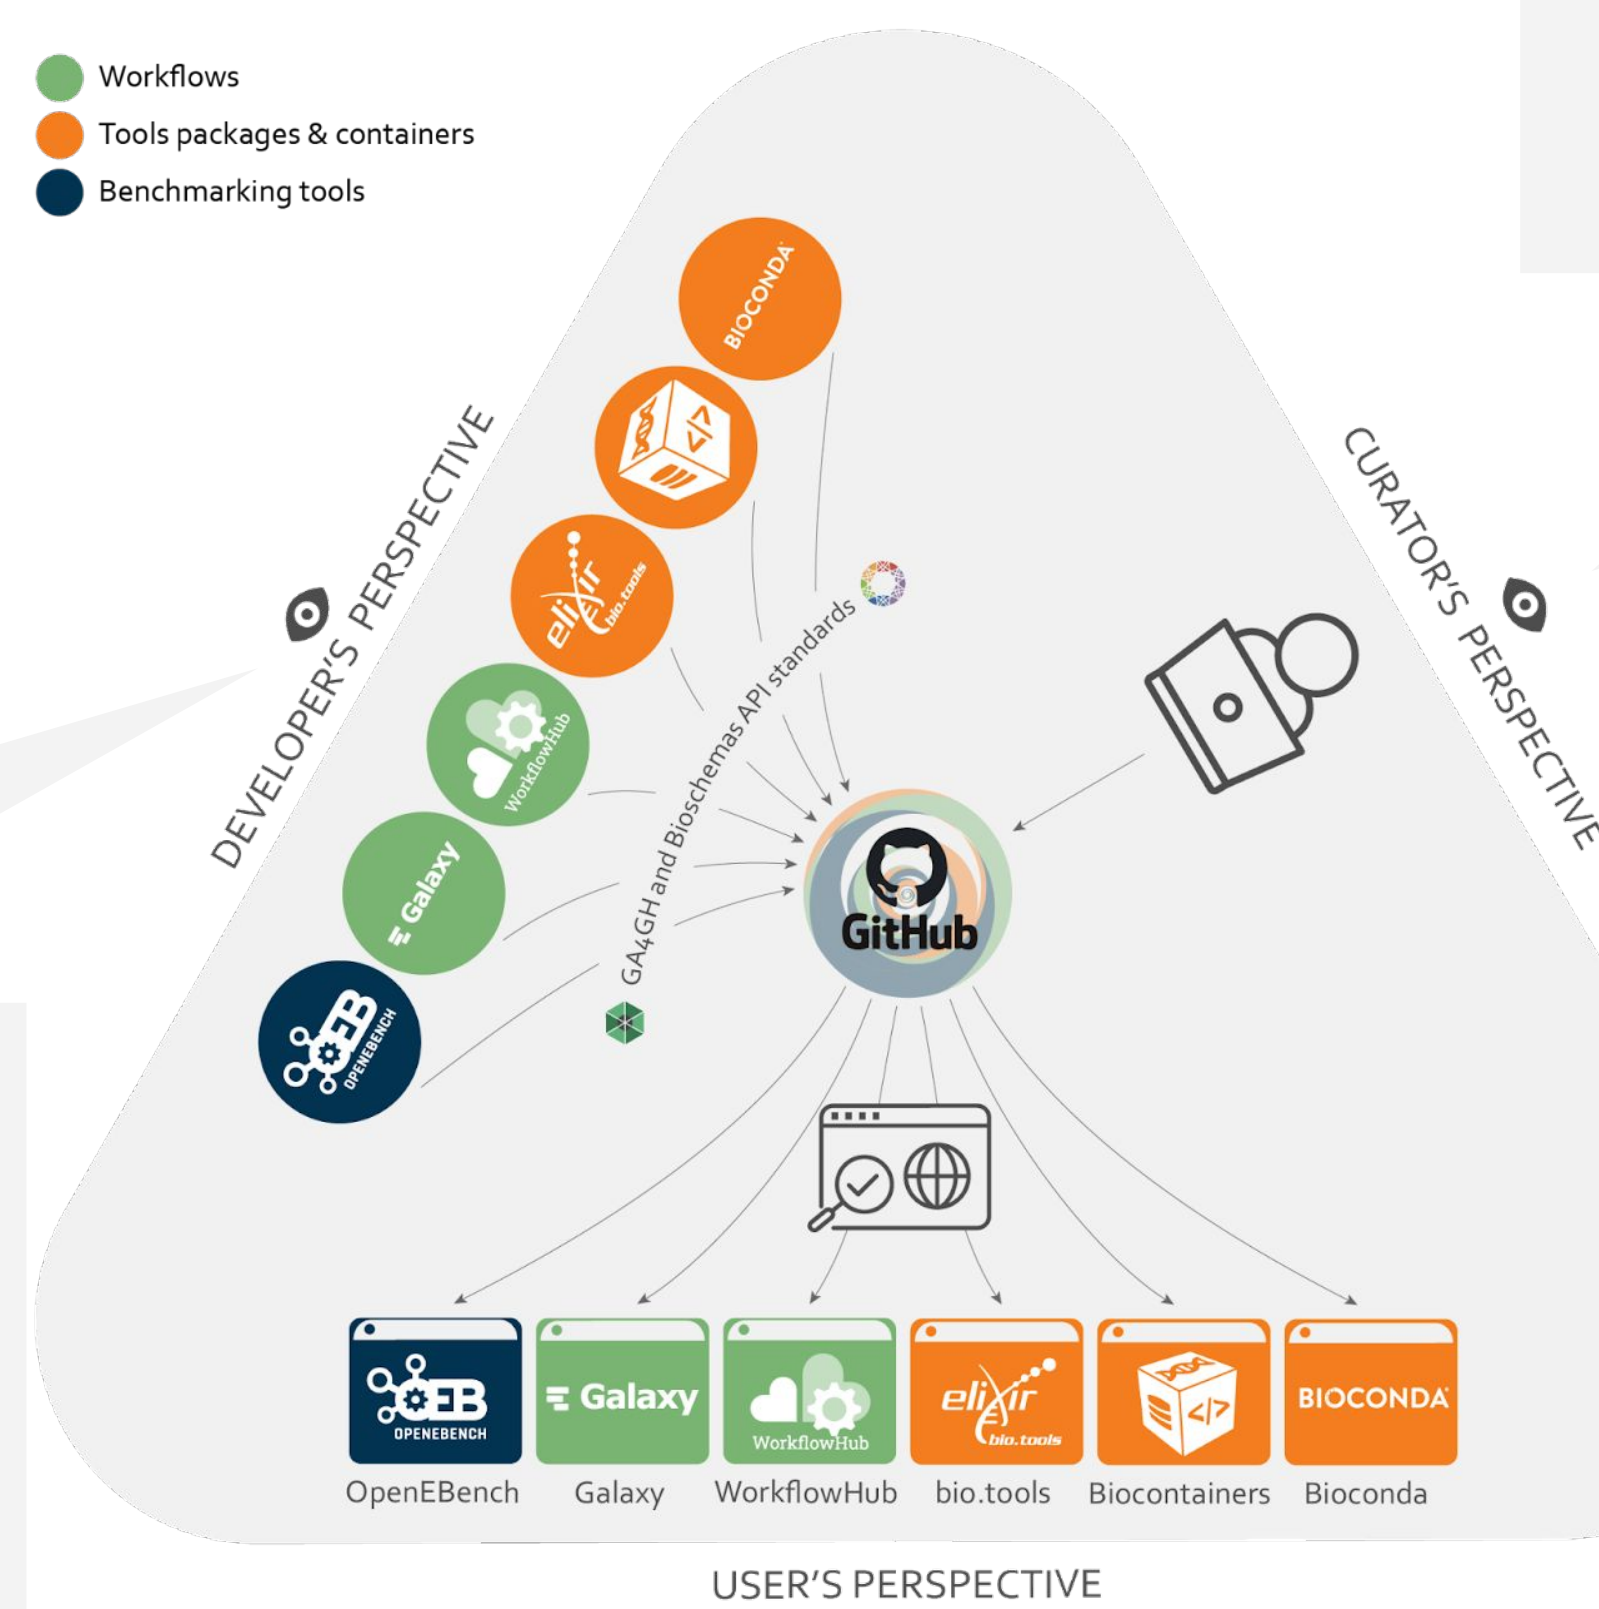 Workflows
Tools packages & containers
Benchmarking tools
BIOCONDA
elixir
bio.tools
WorkflowHub
Galaxy
EB
OPENEBENCH
DEVELOPER'S PERSPECTIVE
GA4GH and Bioschemas API standards
CURATOR'S PERSPECTIVE
GitHub
EB
OPENEBENCH
Galaxy
WorkflowHub
elixir
bio.tools
</>
BIOCONDA
OpenEBench
Galaxy
WorkflowHub
bio.tools
Biocontainers
Bioconda
USER'S PERSPECTIVE